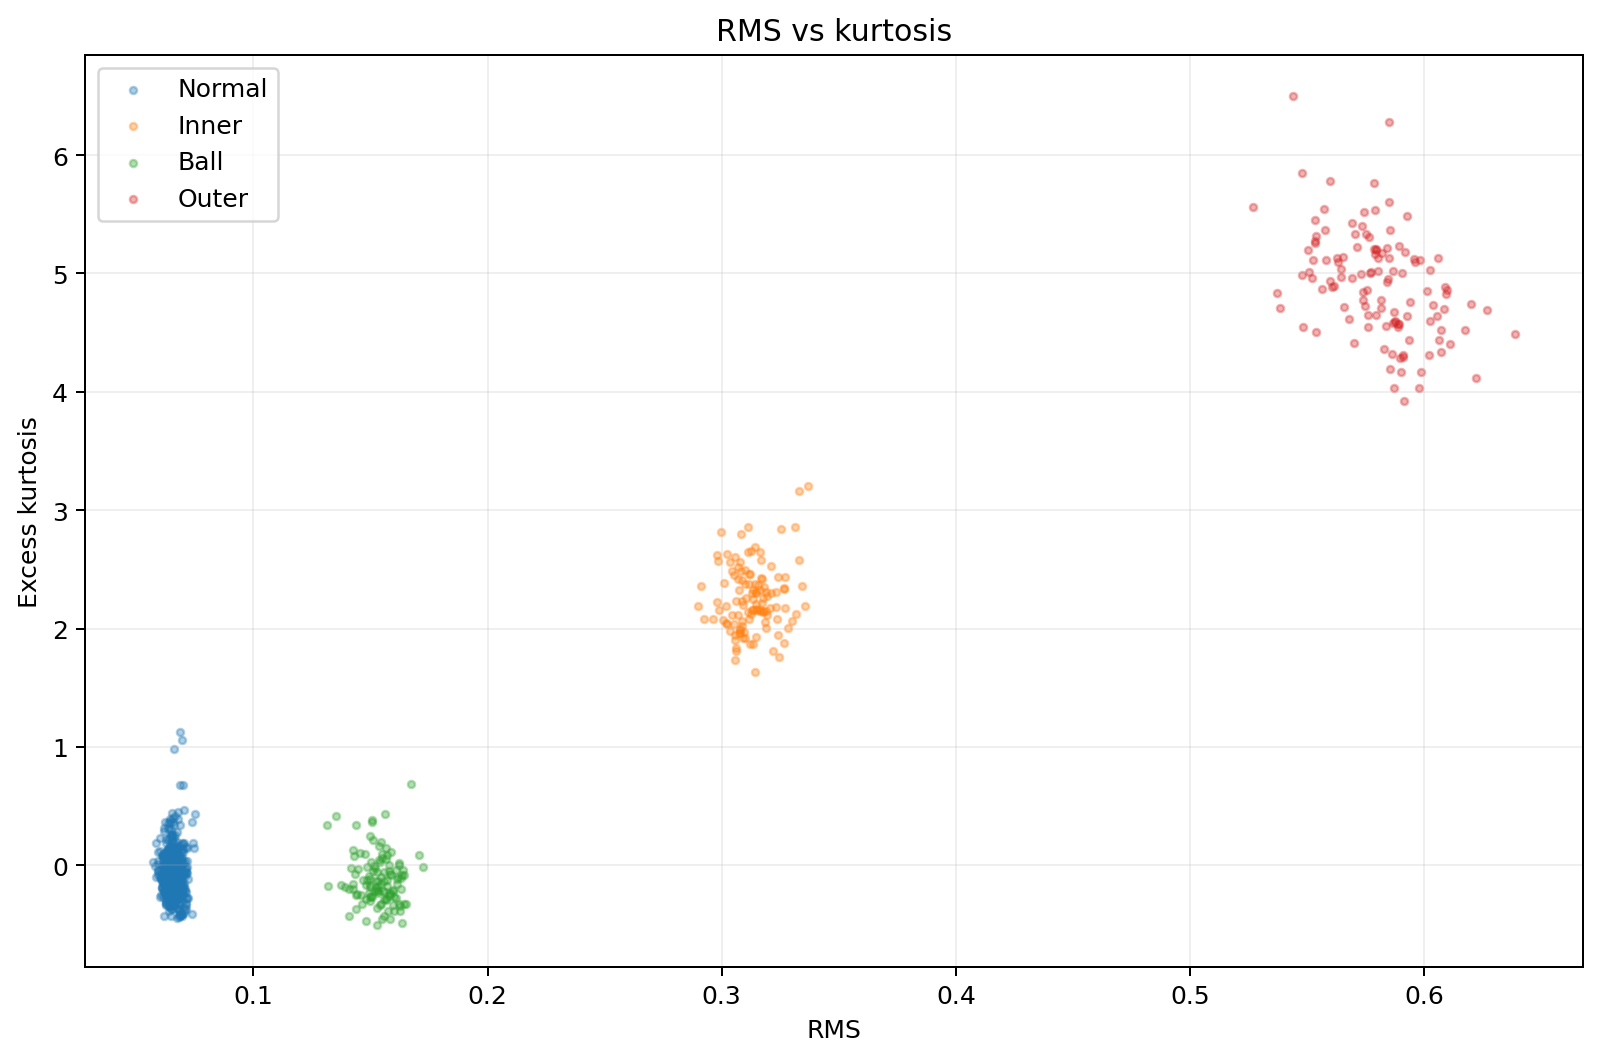 RMS vs kurtosis
Normal
Inner
Ball
Outer
Excess kurtosis
6
5
4
3
2
1
0
0.1 0.2 0.3 0.4 0.5 0.6
RMS